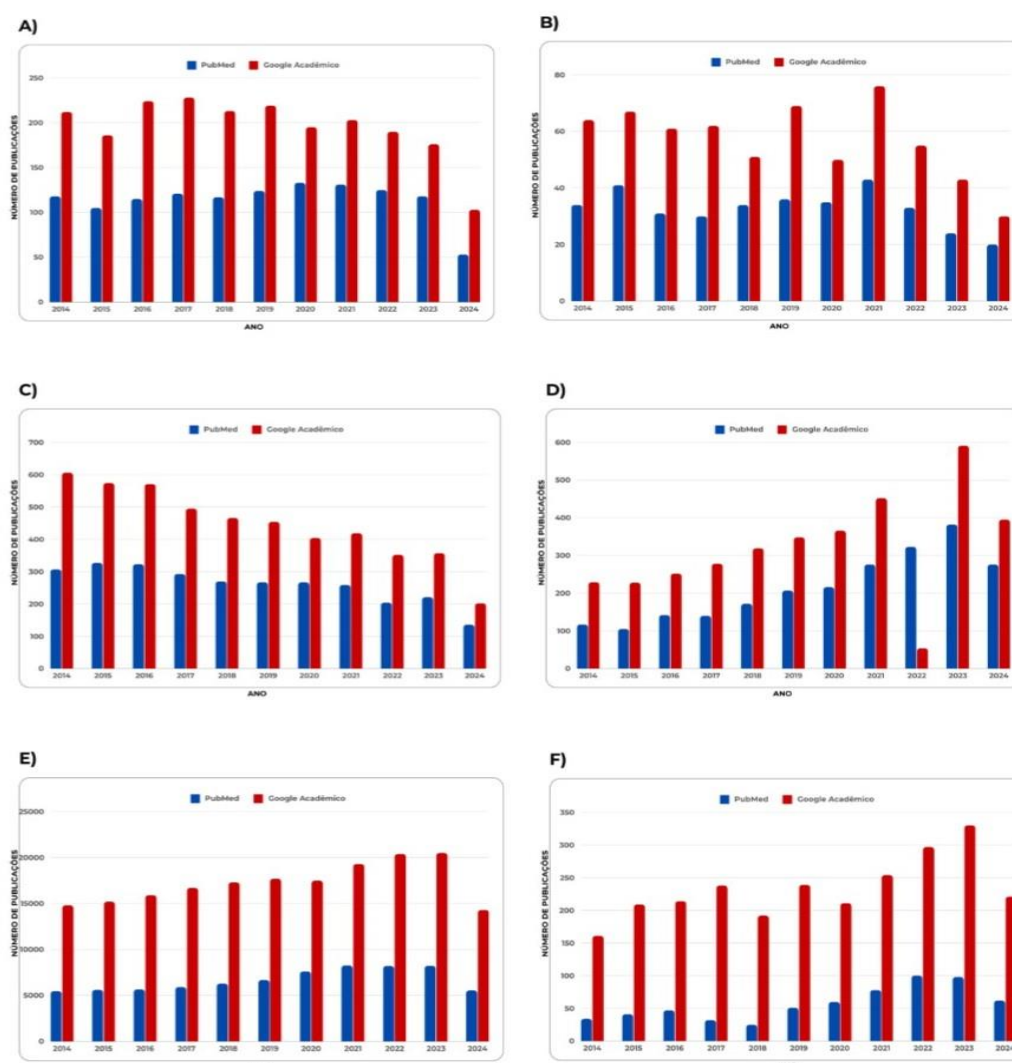 A)
PubMed Google Acadêmico
NÚMERO DE PUBLICAÇÕES
250
200
150
100
50
0
2014 2015 2016 2017 2018 2019 2020 2021 2022 2023 2024
ANO
B)
PubMed Google Acadêmico
NÚMERO DE PUBLICAÇÕES
80
60
40
20
0
2014 2015 2016 2017 2018 2019 2020 2021 2022 2023 2024
ANO
C)
PubMed Google Acadêmico
NÚMERO DE PUBLICAÇÕES
700
600
500
400
300
200
100
0
2014 2015 2016 2017 2018 2019 2020 2021 2022 2023 2024
ANO
D)
PubMed Google Acadêmico
NÚMERO DE PUBLICAÇÕES
600
500
400
300
200
100
0
2014 2015 2016 2017 2018 2019 2020 2021 2022 2023 2024
ANO
E)
PubMed Google Acadêmico
NÚMERO DE PUBLICAÇÕES
25000
20000
15000
10000
5000
0
2014 2015 2016 2017 2018 2019 2020 2021 2022 2023 2024
F)
PubMed Google Acadêmico
NÚMERO DE PUBLICAÇÕES
350
300
250
200
150
100
50
0
2014 2015 2016 2017 2018 2019 2020 2021 2022 2023 2024